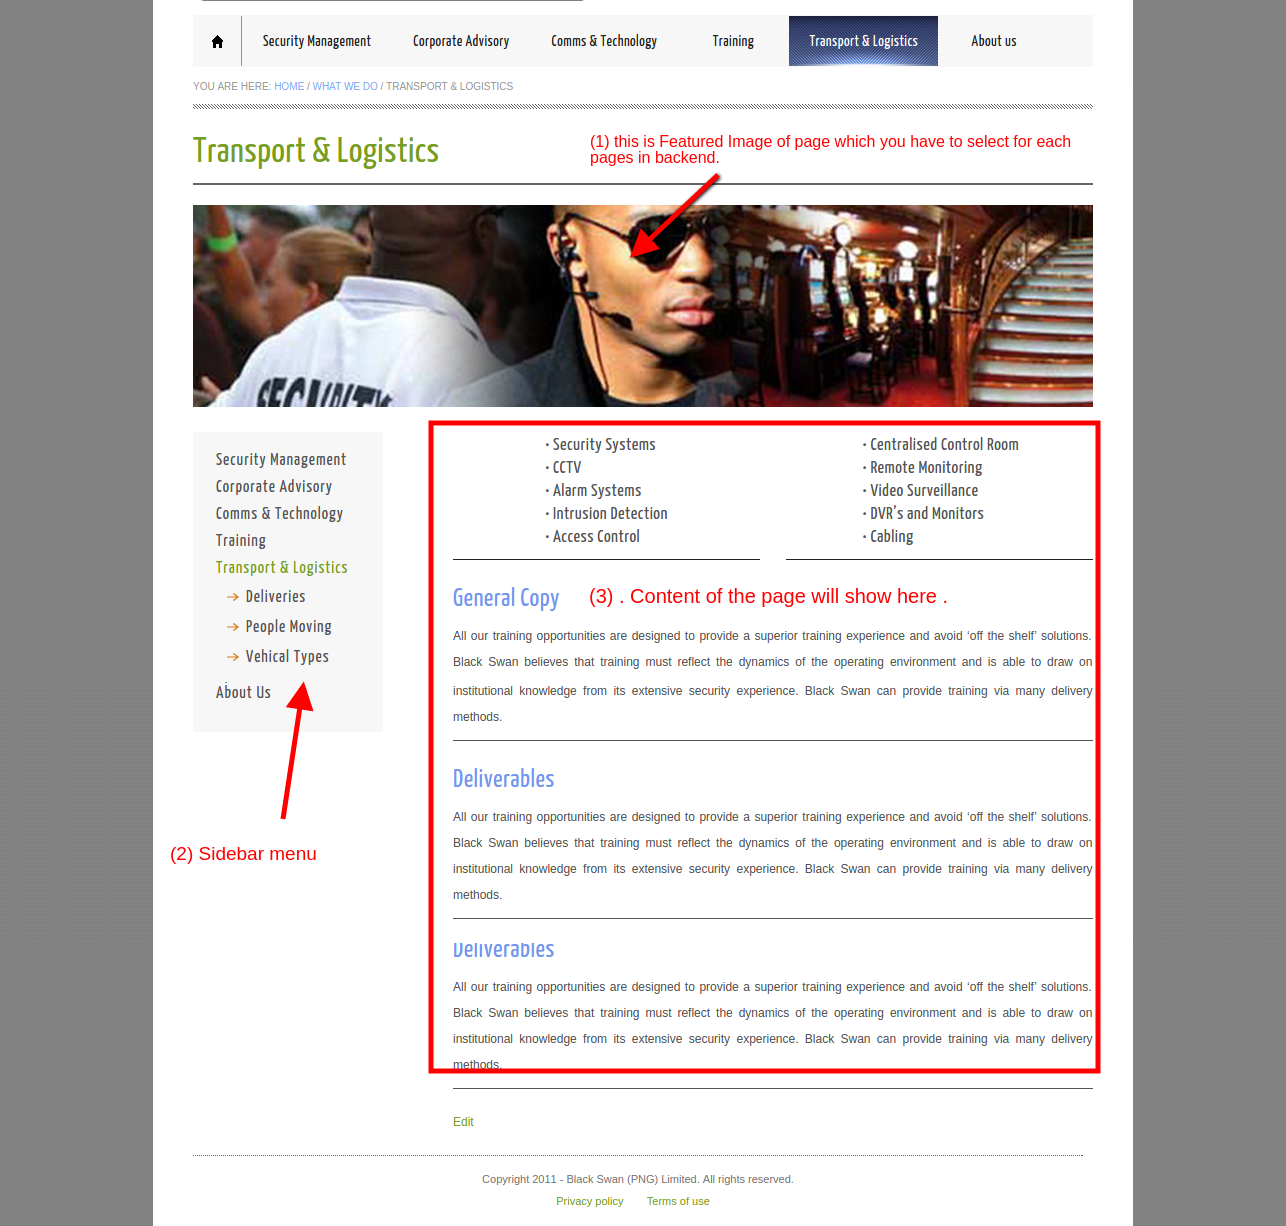 Security Management Corporate Advisory Comms & Technology Training Transport & Logistics About us
YOU ARE HERE: HOME / WHAT WE DO / TRANSPORT & LOGISTICS
Transport & Logistics
(1) this is Featured Image of page which you have to select for each
pages in backend.
SECURITY
Security Management
Corporate Advisory
Comms & Technology
Training
Transport & Logistics
Deliveries
People Moving
Vehical Types
About Us
(2) Sidebar menu
· Security Systems
· CCTV
· Alarm Systems
· Intrusion Detection
· Access Control
· Centralised Control Room
· Remote Monitoring
· Video Surveillance
· DVR's and Monitors
· Cabling
General Copy
(3) . Content of the page will show here .
All our training opportunities are designed to provide a superior training experience and avoid ‘off the shelf’ solutions.
Black Swan believes that training must reflect the dynamics of the operating environment and is able to draw on
institutional knowledge from its extensive security experience. Black Swan can provide training via many delivery
methods.
Deliverables
All our training opportunities are designed to provide a superior training experience and avoid ‘off the shelf’ solutions.
Black Swan believes that training must reflect the dynamics of the operating environment and is able to draw on
institutional knowledge from its extensive security experience. Black Swan can provide training via many delivery
methods.
Deliverables
All our training opportunities are designed to provide a superior training experience and avoid ‘off the shelf’ solutions.
Black Swan believes that training must reflect the dynamics of the operating environment and is able to draw on
institutional knowledge from its extensive security experience. Black Swan can provide training via many delivery
methods.
Edit
Copyright 2011 - Black Swan (PNG) Limited. All rights reserved.
Privacy policy Terms of use